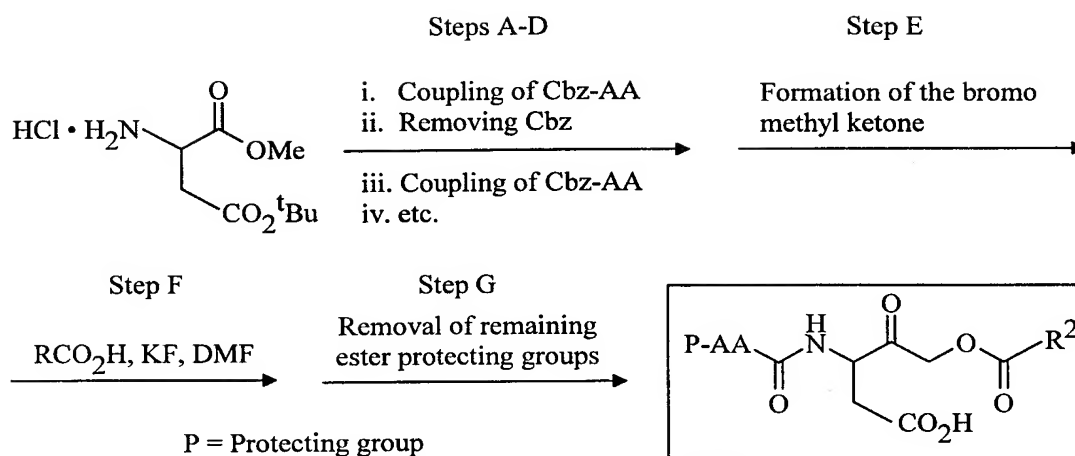 Steps A-D
Step E
HCl • H2N
O
OMe
CO2tBu
i. Coupling of Cbz-AA
ii. Removing Cbz
iii. Coupling of Cbz-AA
iv. etc.
Formation of the bromo
methyl ketone
Step F
RCO2H, KF, DMF
Step G
Removal of remaining
ester protecting groups
P = Protecting group
P-AA
O
H
N
O
CO2H
O
O
R2